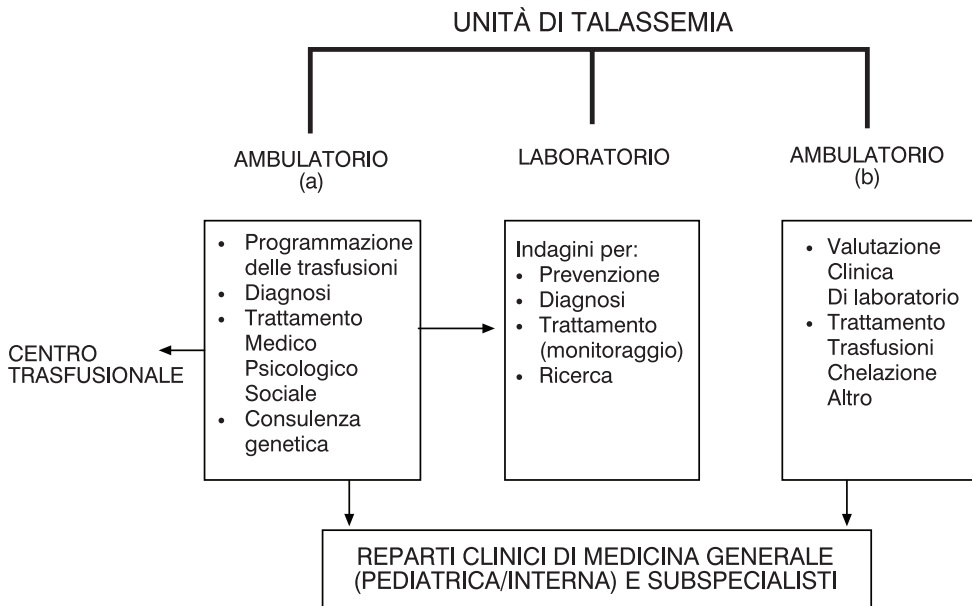 UNITÀ DI TALASSEMIA
AMBULATORIO
(a)
LABORATORIO
AMBULATORIO
(b)
• Programmazione
delle trasfusioni
• Diagnosi
• Trattamento
Medico
Psicologico
Sociale
• Consulenza
genetica
Indagini per:
• Prevenzione
• Diagnosi
• Trattamento
(monitoraggio)
• Ricerca
• Valutazione
Clinica
Di laboratorio
• Trattamento
Trasfusioni
Chelazione
Altro
CENTRO
TRASFUSIONALE
REPARTI CLINICI DI MEDICINA GENERALE
(PEDIATRICA/INTERNA) E SUBSPECIALISTI